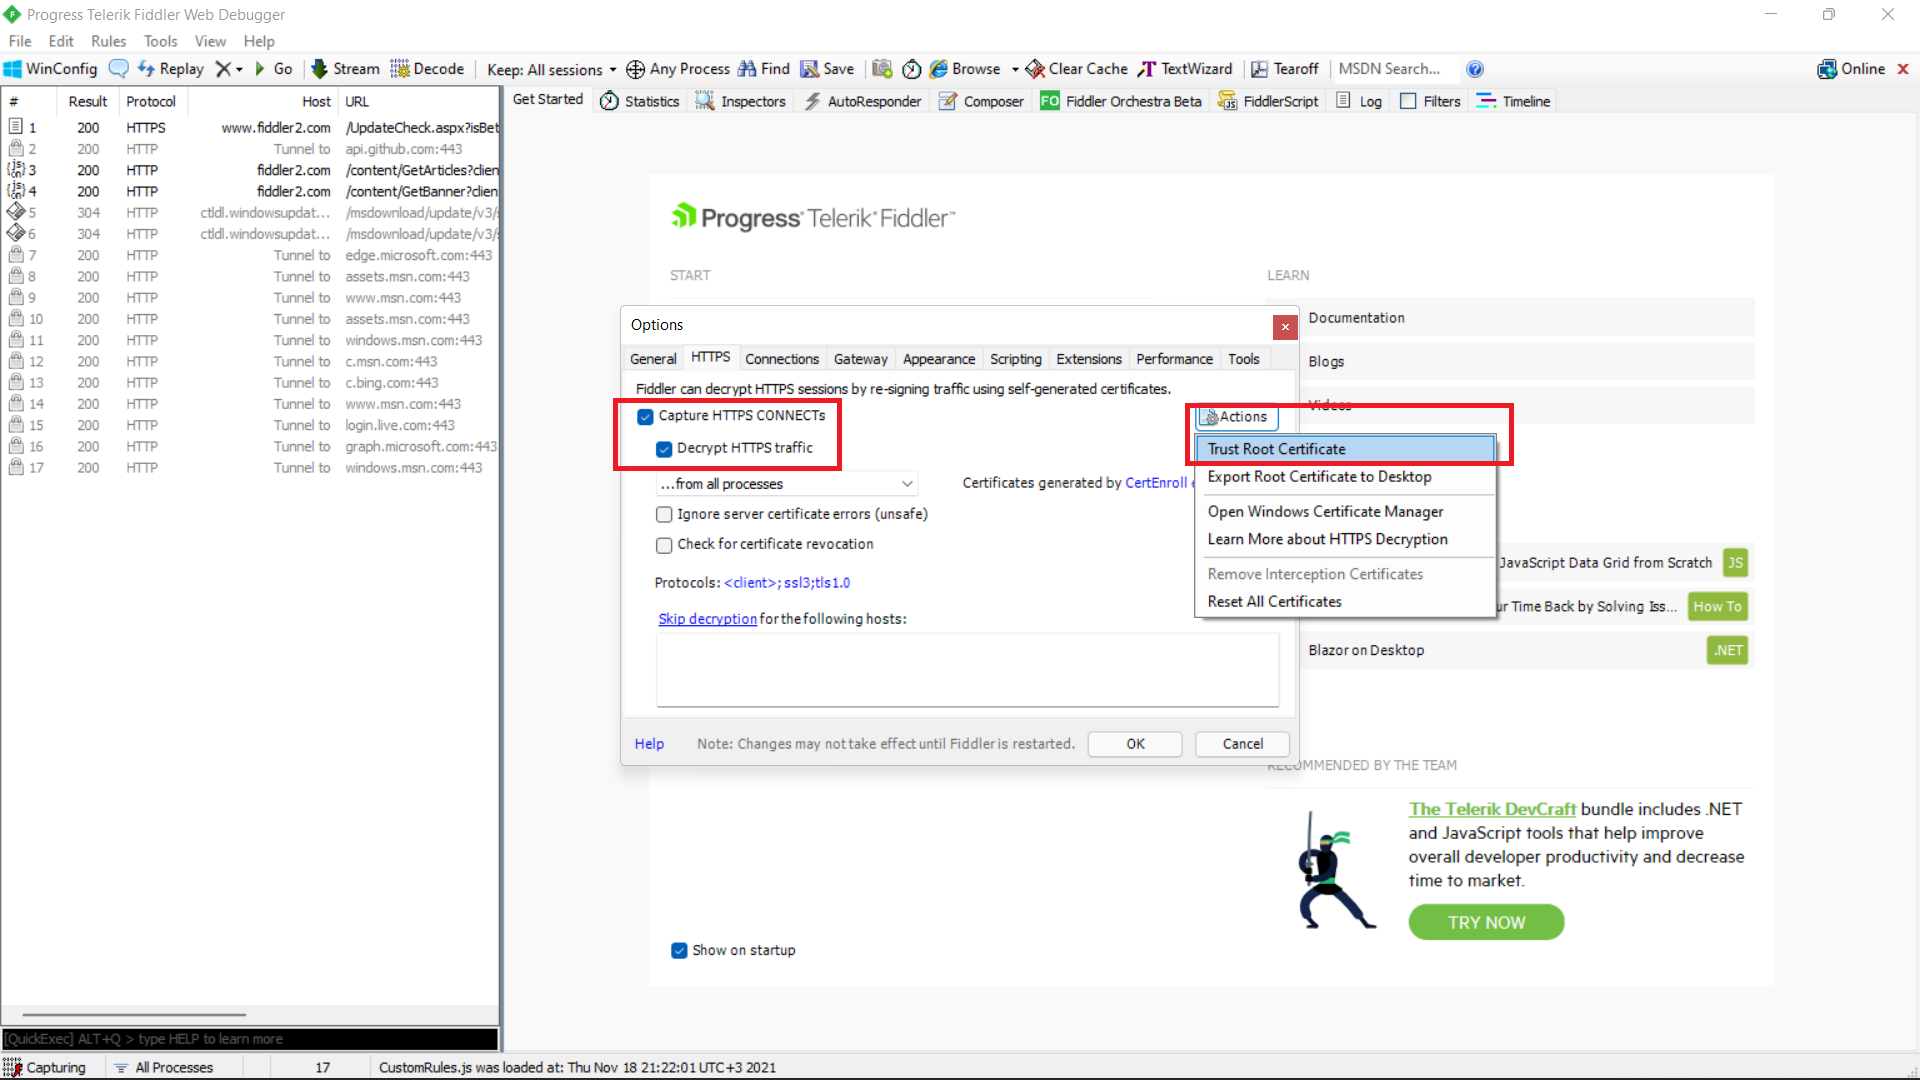 Progress Telerik Fiddler Web Debugger
File Edit Rules Tools View Help
WinConfig Replay Go Stream Decode Keep: All sessions Any Process Find Save Browse Clear Cache TextWizard Tearoff MSDN Search... Online
# Result Protocol Host URL
Get Started Statistics Inspectors AutoResponder Composer FO Fiddler Orchestra Beta FiddlerScript Log Filters Timeline
1 200 HTTPS www.fiddler2.com /UpdateCheck.aspx?isBet
2 200 HTTP Tunnel to api.github.com:443
3 200 HTTP fiddler2.com /content/GetArticles?clien
4 200 HTTP fiddler2.com /content/GetBanner?clien
5 304 HTTP ctldl.windowsupdat... /msdownload/update/v3/
6 304 HTTP ctldl.windowsupdat... /msdownload/update/v3/
7 200 HTTP Tunnel to edge.microsoft.com:443
8 200 HTTP Tunnel to assets.msn.com:443
9 200 HTTP Tunnel to www.msn.com:443
10 200 HTTP Tunnel to assets.msn.com:443
11 200 HTTP Tunnel to windows.msn.com:443
12 200 HTTP Tunnel to c.msn.com:443
13 200 HTTP Tunnel to c.bing.com:443
14 200 HTTP Tunnel to www.msn.com:443
15 200 HTTP Tunnel to login.live.com:443
16 200 HTTP Tunnel to graph.microsoft.com:443
17 200 HTTP Tunnel to windows.msn.com:443
Progress Telerik Fiddler
START
LEARN
Documentation
Blogs
Videos
JavaScript Data Grid from Scratch JS
ur Time Back by Solving Iss... How To
Blazor on Desktop .NET
Options
General HTTPS Connections Gateway Appearance Scripting Extensions Performance Tools
Fiddler can decrypt HTTPS sessions by re-signing traffic using self-generated certificates.
Capture HTTPS CONNECTs
Actions
Decrypt HTTPS traffic
Trust Root Certificate
Export Root Certificate to Desktop
Open Windows Certificate Manager
Learn More about HTTPS Decryption
Remove Interception Certificates
Reset All Certificates
...from all processes
Certificates generated by CertEnroll e
Ignore server certificate errors (unsafe)
Check for certificate revocation
Protocols: <client>;ssl3;tls1.0
Skip decryption for the following hosts:
Help Note: Changes may not take effect until Fiddler is restarted. OK Cancel
RECOMMENDED BY THE TEAM
The Telerik DevCraft bundle includes .NET
and JavaScript tools that help improve
overall developer productivity and decrease
time to market.
TRY NOW
Show on startup
[QuickExec] ALT+Q > type HELP to learn more
Capturing All Processes 17 CustomRules.js was loaded at: Thu Nov 18 21:22:01 UTC+3 2021